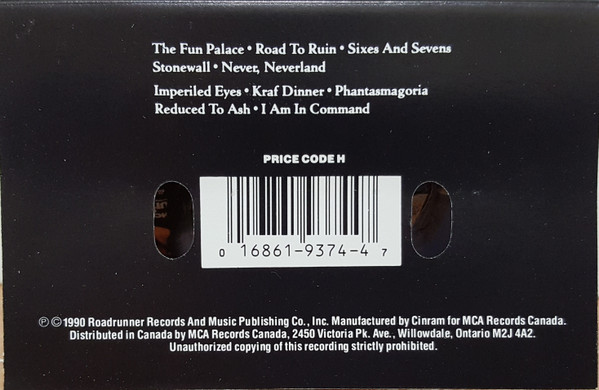 The Fun Palace • Road To Ruin • Sixes And Sevens
Stonewall • Never, Neverland
Imperiled Eyes • Kraf Dinner • Phantasmagoria
Reduced To Ash • I Am In Command
PRICE CODE H
0 16861-9374-4 7
℗ © 1990 Roadrunner Records And Music Publishing Co., Inc. Manufactured by Cinram for MCA Records Canada.
Distributed in Canada by MCA Records Canada, 2450 Victoria Pk. Ave., Willowdale, Ontario M2J 4A2.
Unauthorized copying of this recording strictly prohibited.